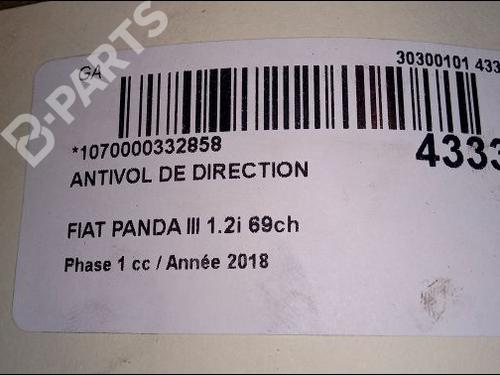 B-PARTS
GA
30300101 433
*1070000332858
4333
ANTIVOL DE DIRECTION
FIAT PANDA III 1.2i 69ch
Phase 1 cc / Année 2018